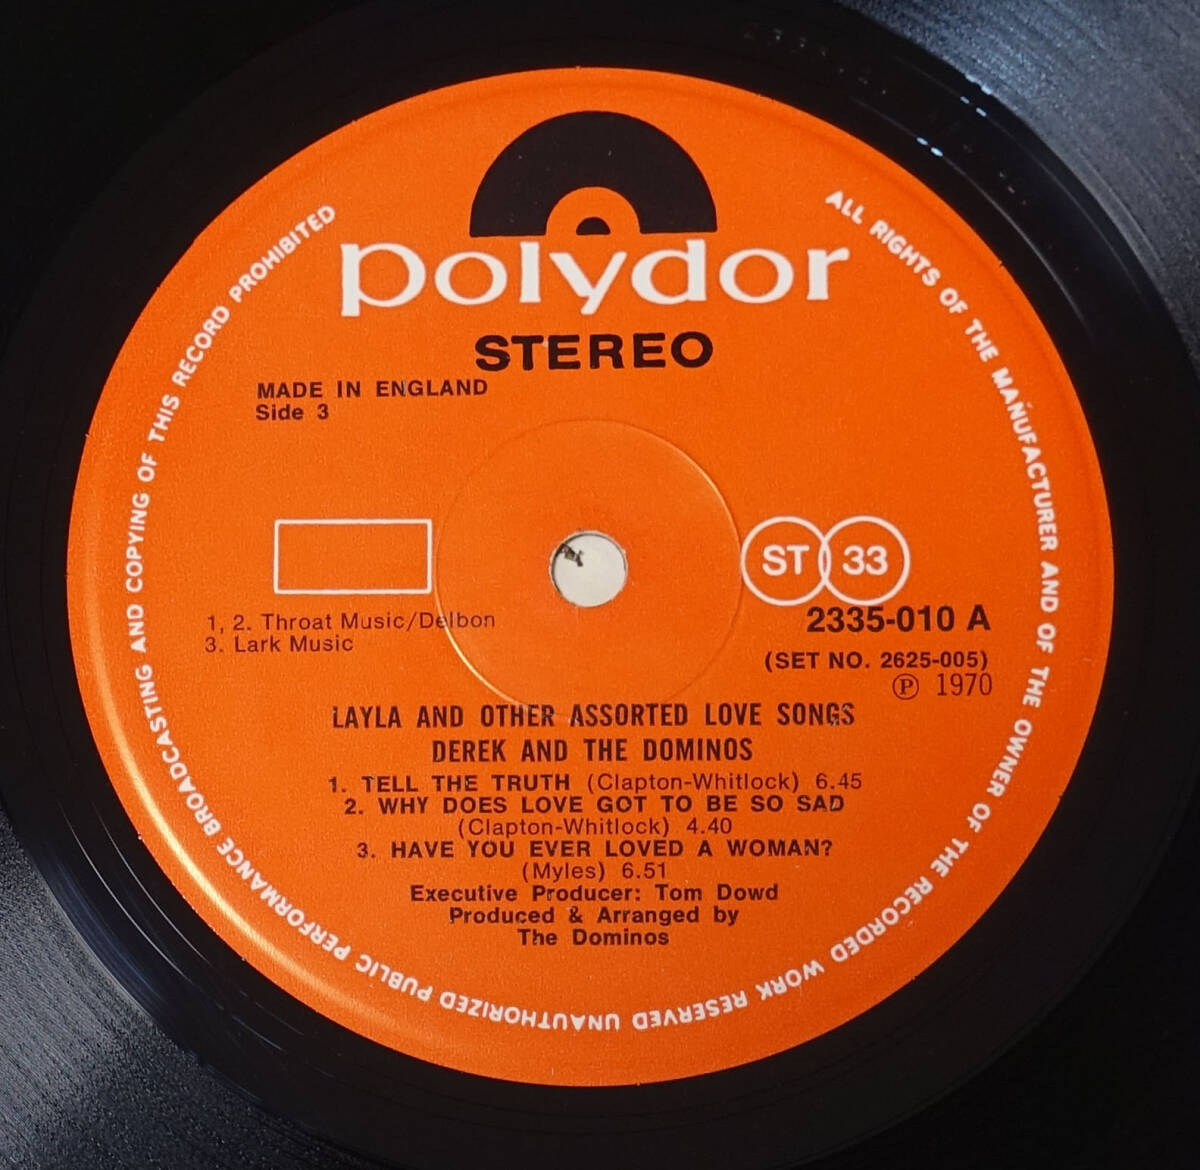 polydor
STEREO
MADE IN ENGLAND
Side 3
ST 33
1, 2. Throat Music/Delbon
3. Lark Music
2335-010 A
(SET NO. 2625-005)
℗ 1970
LAYLA AND OTHER ASSORTED LOVE SONGS
DEREK AND THE DOMINOS
1. TELL THE TRUTH (Clapton-Whitlock) 6.45
2. WHY DOES LOVE GOT TO BE SO SAD
(Clapton-Whitlock) 4.40
3. HAVE YOU EVER LOVED A WOMAN?
(Myles) 6.51
Executive Producer: Tom Dowd
Produced & Arranged by
The Dominos
ALL RIGHTS OF THE MANUFACTURER AND OF THE OWNER OF THE RECORDED WORK RESERVED UNAUTHORIZED PUBLIC PERFORMANCE BROADCASTING AND COPYING OF THIS RECORD PROHIBITED